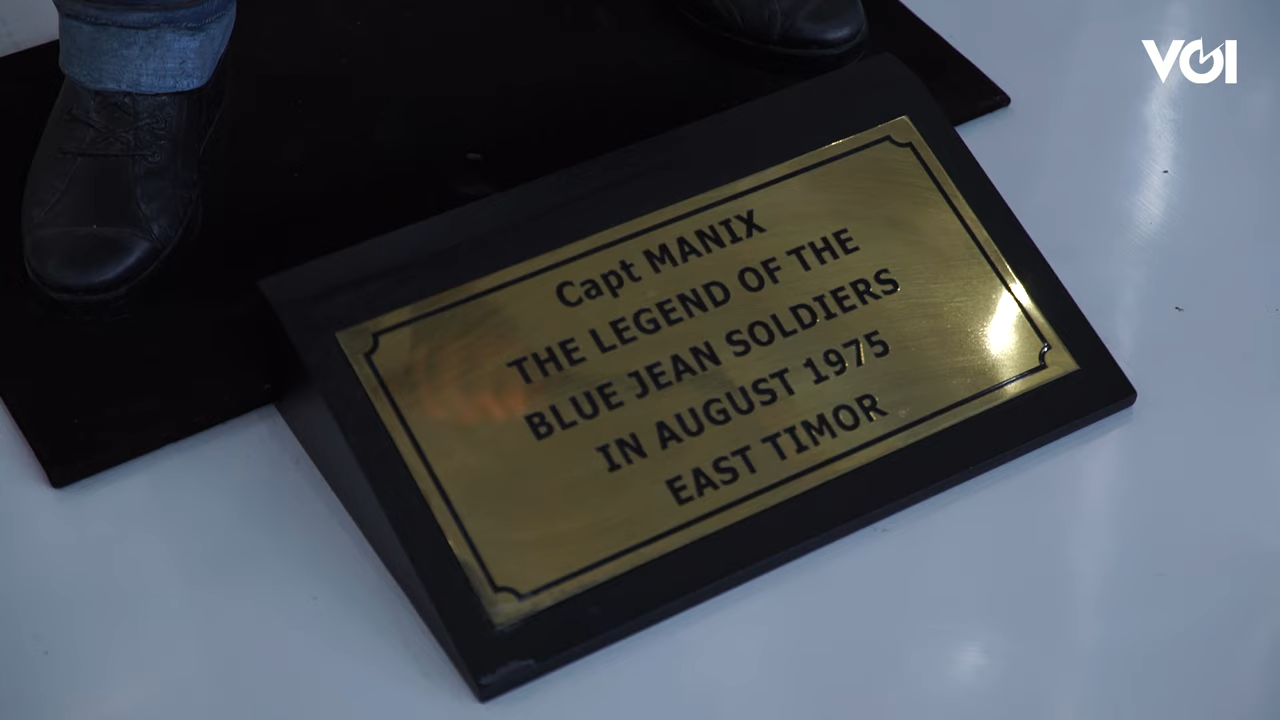 VOI
Capt MANIX
THE LEGEND OF THE
BLUE JEAN SOLDIERS
IN AUGUST 1975
EAST TIMOR